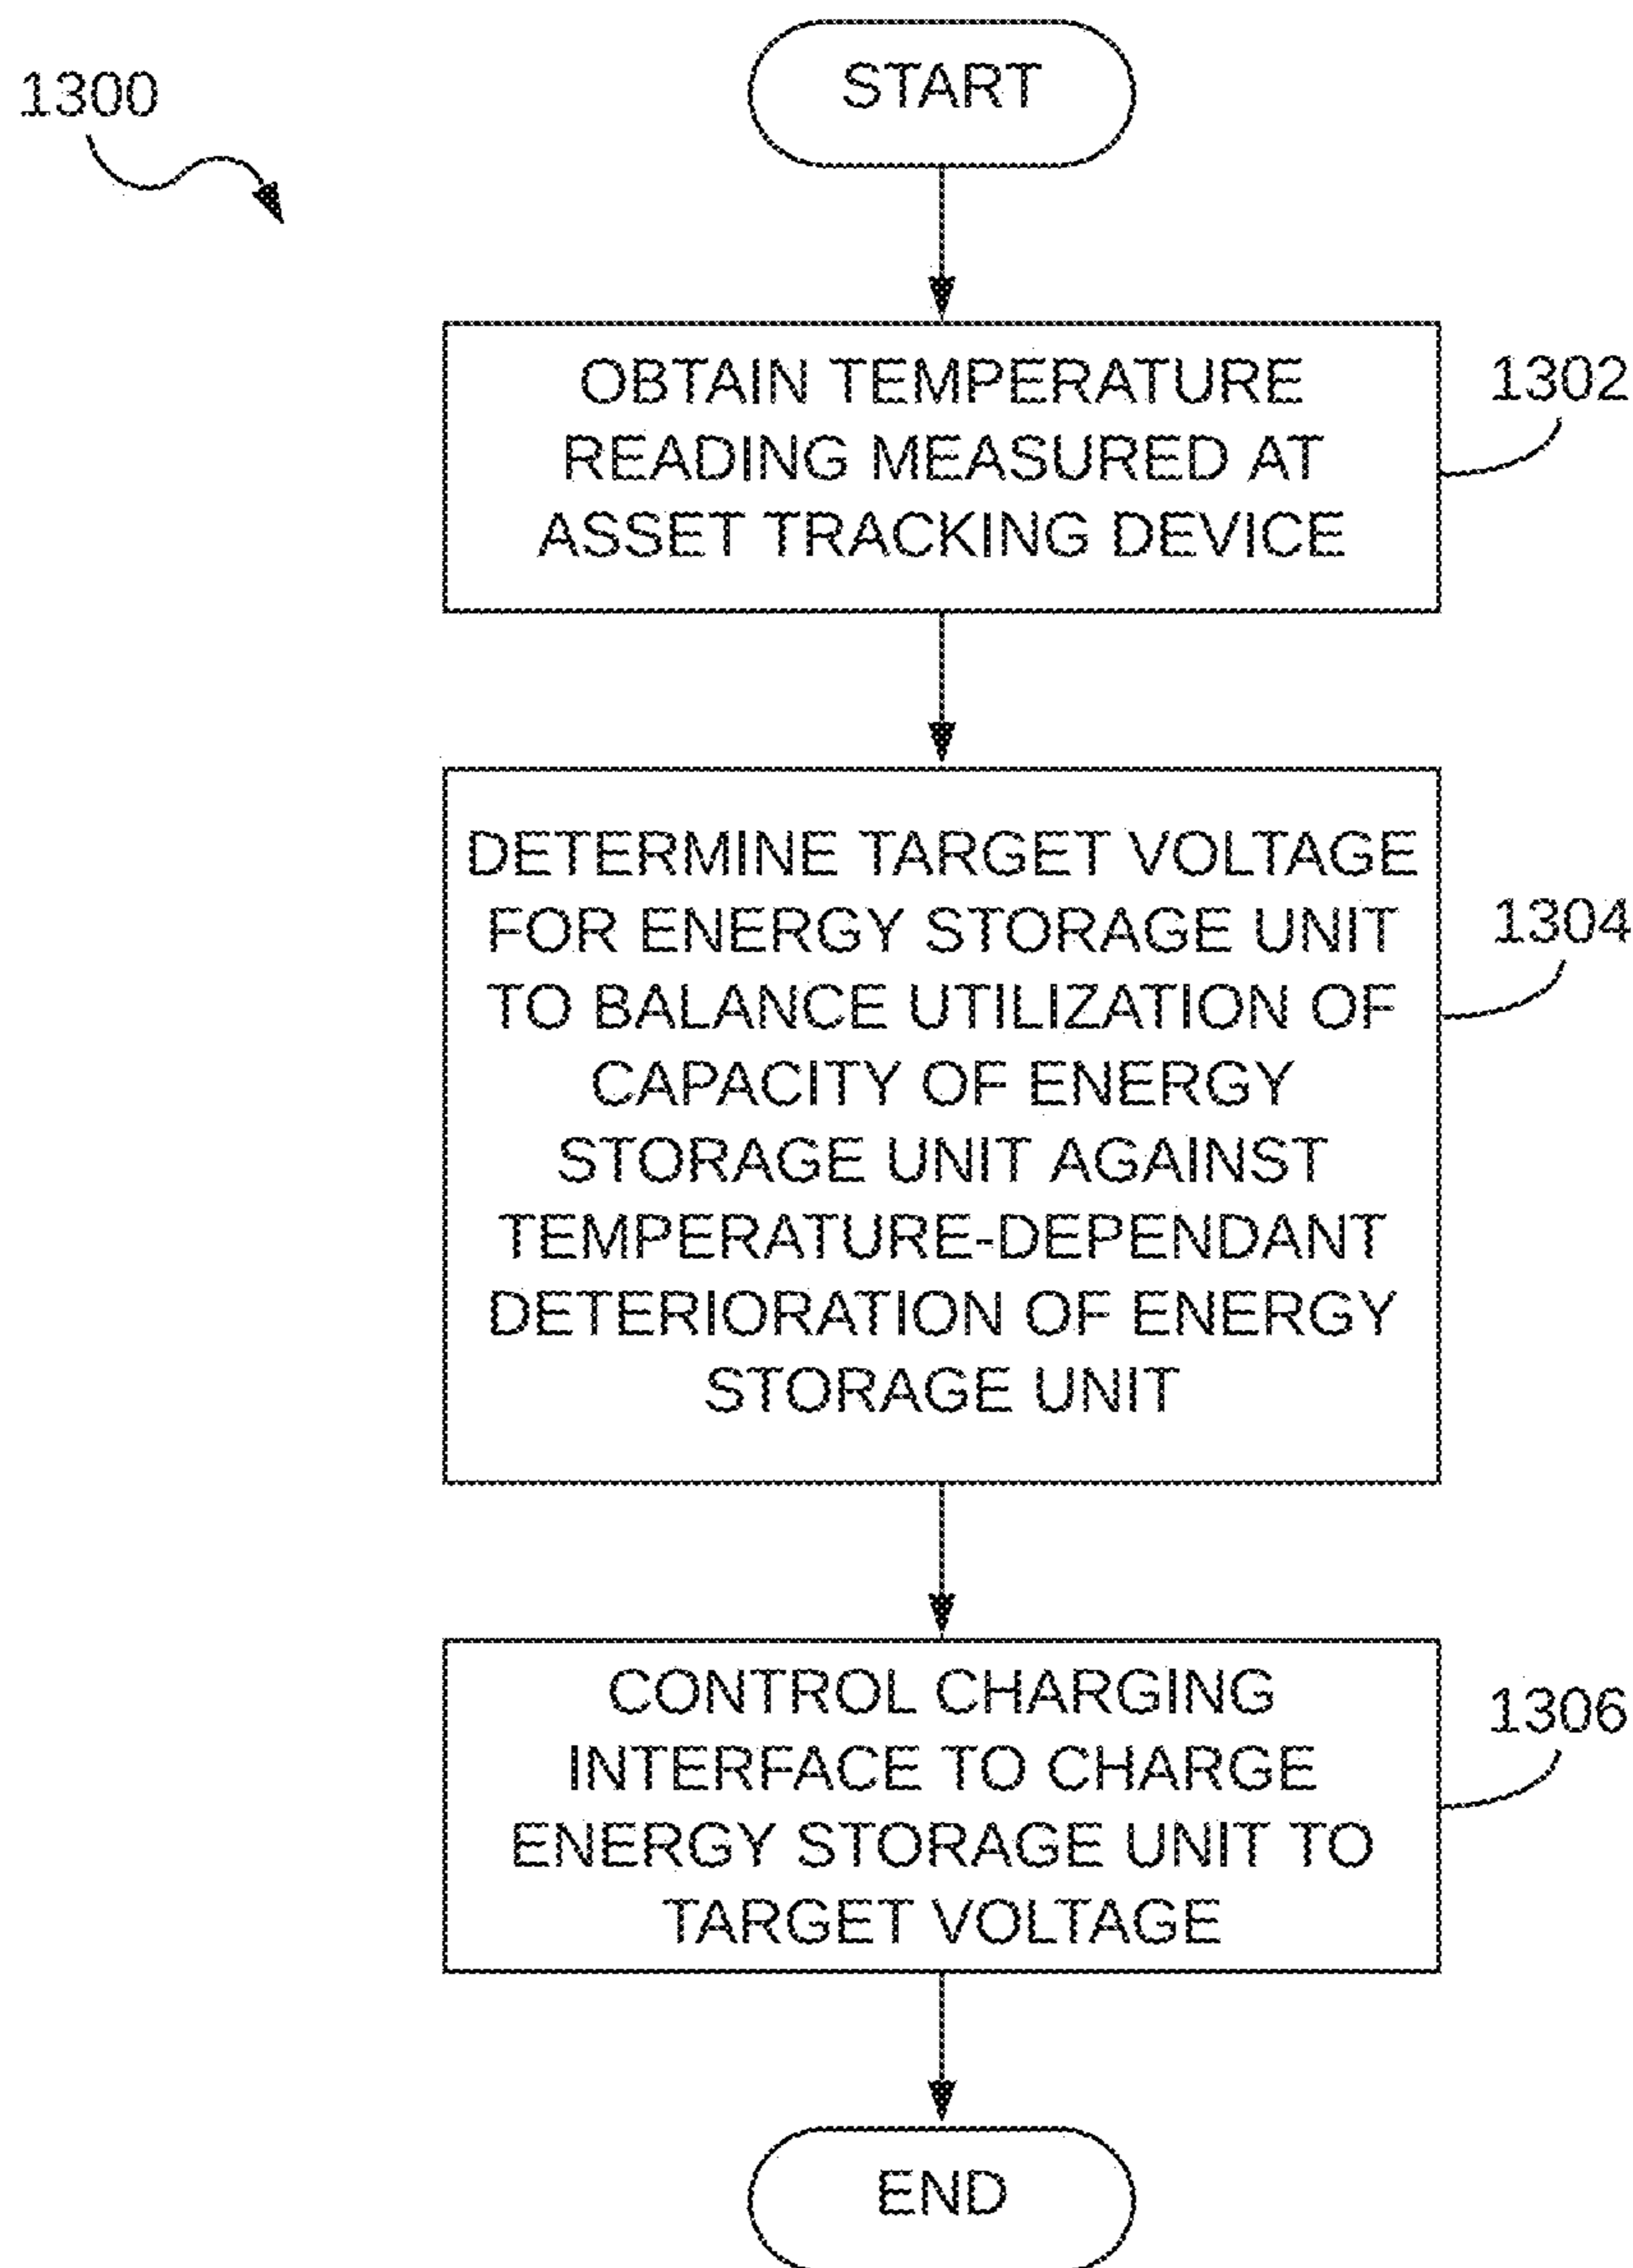 1300
START
OBTAIN TEMPERATURE
READING MEASURED AT
ASSET TRACKING DEVICE
1302
DETERMINE TARGET VOLTAGE
FOR ENERGY STORAGE UNIT
TO BALANCE UTILIZATION OF
CAPACITY OF ENERGY
STORAGE UNIT AGAINST
TEMPERATURE-DEPENDANT
DETERIORATION OF ENERGY
STORAGE UNIT
1304
CONTROL CHARGING
INTERFACE TO CHARGE
ENERGY STORAGE UNIT TO
TARGET VOLTAGE
1306
END